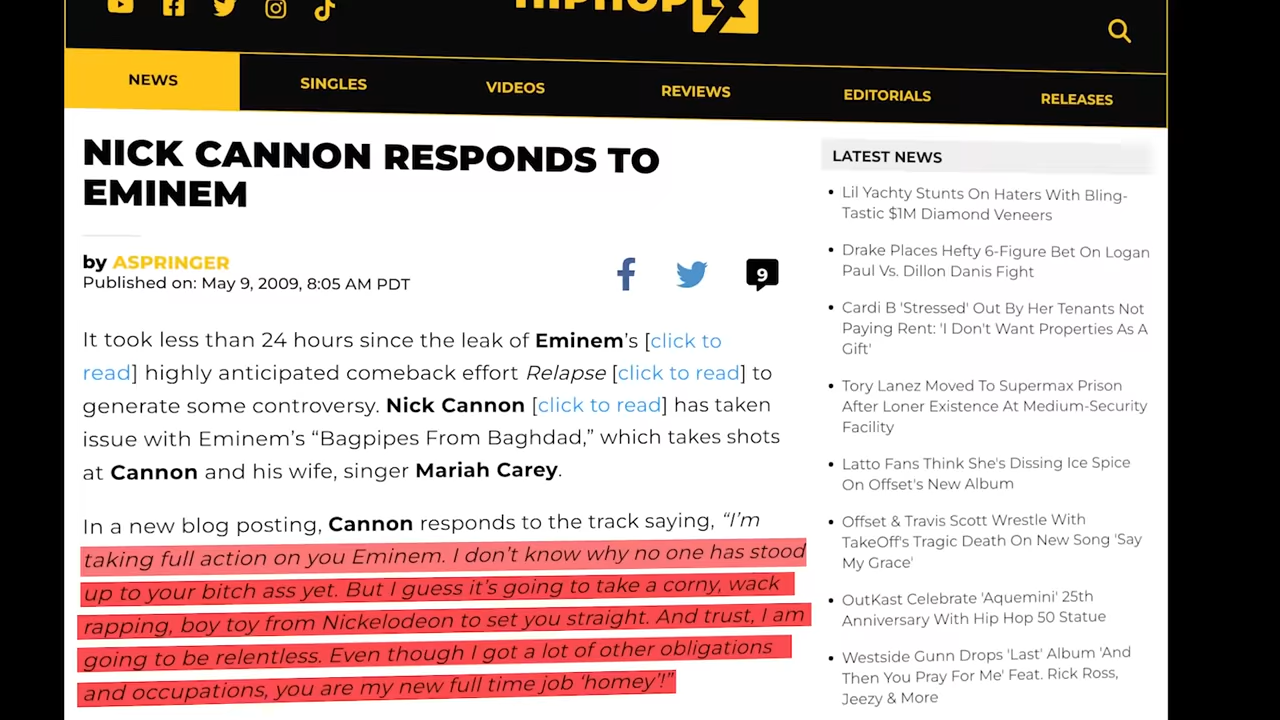 HIPHOP
NEWS
SINGLES
VIDEOS
REVIEWS
EDITORIALS
RELEASES
NICK CANNON RESPONDS TO
EMINEM
by ASPRINGER
Published on: May 9, 2009, 8:05 AM PDT
9
It took less than 24 hours since the leak of Eminem’s [click to
read] highly anticipated comeback effort Relapse [click to read] to
generate some controversy. Nick Cannon [click to read] has taken
issue with Eminem’s “Bagpipes From Baghdad,” which takes shots
at Cannon and his wife, singer Mariah Carey.
In a new blog posting, Cannon responds to the track saying, “I’m
taking full action on you Eminem. I don’t know why no one has stood
up to your bitch ass yet. But I guess it’s going to take a corny, wack
rapping, boy toy from Nickelodeon to set you straight. And trust, I am
going to be relentless. Even though I got a lot of other obligations
and occupations, you are my new full time job ‘homey’!”
LATEST NEWS
Lil Yachty Stunts On Haters With Bling-
Tastic $1M Diamond Veneers
Drake Places Hefty 6-Figure Bet On Logan
Paul Vs. Dillon Danis Fight
Cardi B 'Stressed' Out By Her Tenants Not
Paying Rent: 'I Don't Want Properties As A
Gift'
Tory Lanez Moved To Supermax Prison
After Loner Existence At Medium-Security
Facility
Latto Fans Think She's Dissing Ice Spice
On Offset's New Album
Offset & Travis Scott Wrestle With
TakeOff's Tragic Death On New Song 'Say
My Grace'
OutKast Celebrate 'Aquemini' 25th
Anniversary With Hip Hop 50 Statue
Westside Gunn Drops 'Last' Album 'And
Then You Pray For Me' Feat. Rick Ross,
Jeezy & More